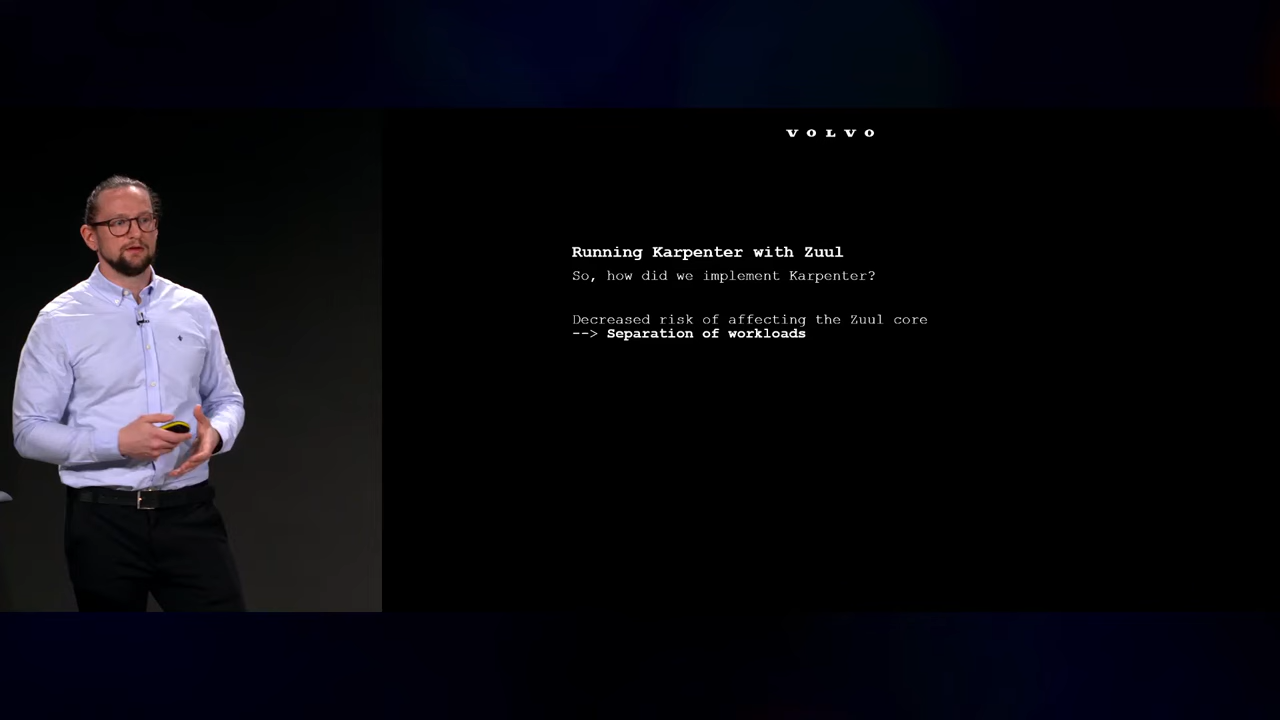 VOLVO
Running Karpenter with Zuul
So, how did we implement Karpenter?
Decreased risk of affecting the Zuul core
--> Separation of workloads